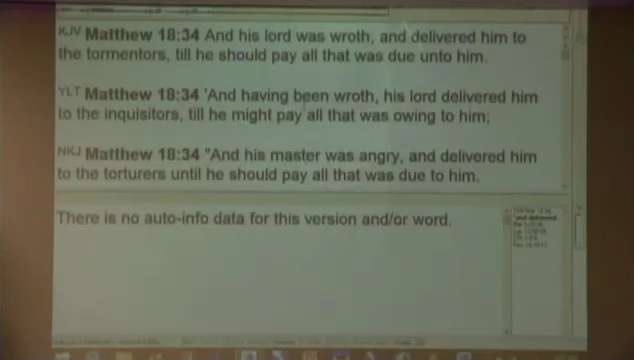 KJV Matthew 18:34 And his lord was wroth, and delivered him to
the tormentors, till he should pay all that was due unto him.
YLT Matthew 18:34 'And having been wroth, his lord delivered him
to the inquisitors, till he might pay all that was owing to him;
NKJ Matthew 18:34 "And his master was angry, and delivered him
to the torturers until he should pay all that was due to him.
There is no auto-info data for this version and/or word.